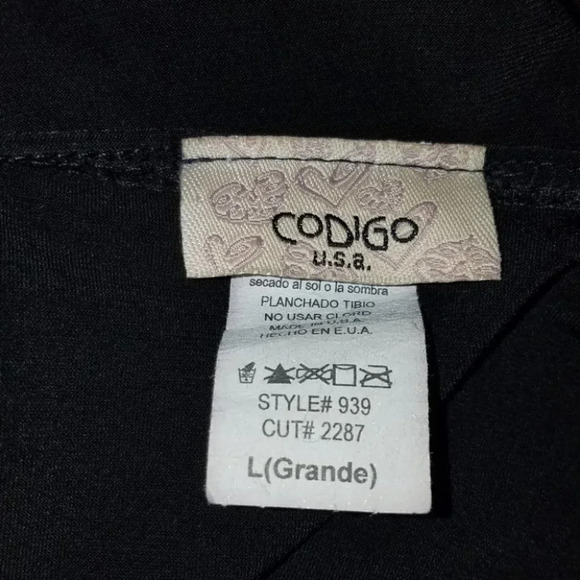 CODIGO
u.s.a.
secado al sol o la sombra
PLANCHADO TIBIO
NO USAR CLORD
MADE IN U.S.A.
HECHO EN E.U.A.
STYLE# 939
CUT# 2287
L(Grande)